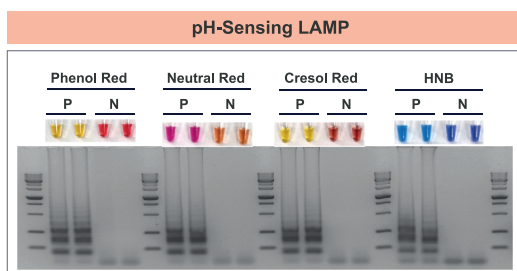 pH-Sensing LAMP
Phenol Red Neutral Red Cresol Red HNB
P N P N P N P N